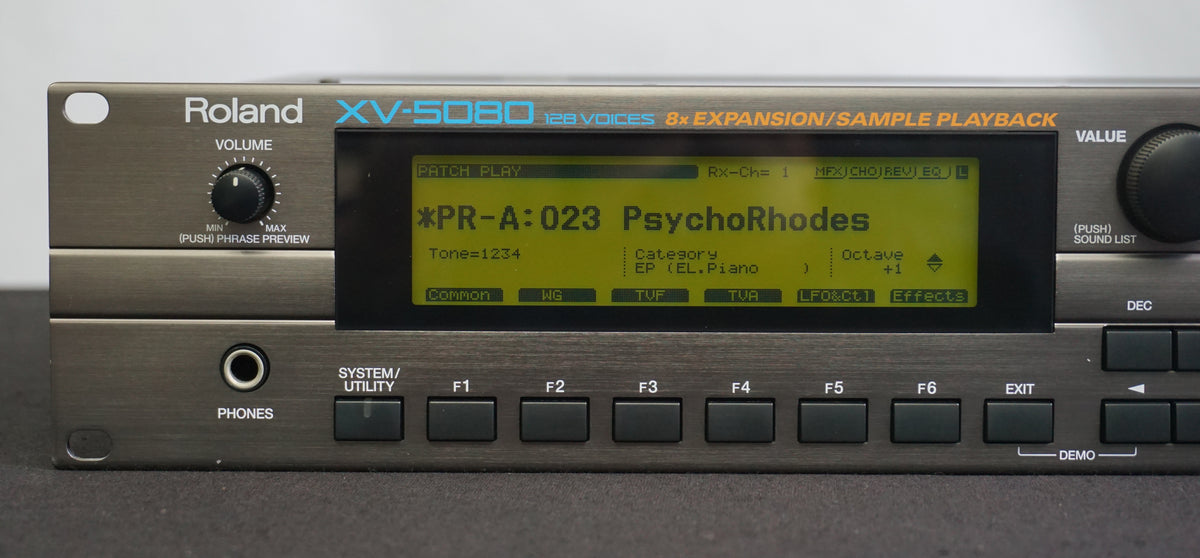 Roland XV-5080 128 VOICES 8x EXPANSION/SAMPLE PLAYBACK
VOLUME
MIN MAX
(PUSH) PHRASE PREVIEW
PATCH PLAY Rx-Ch= 1 MFX CHO REV EQ L
*PR-A:023 PsychoRhodes
Tone=1234 Category Octave
EP (EL.Piano ) +1
Common WG TVF TVA LFO&Ctl Effects
VALUE
(PUSH)
SOUND LIST
DEC
PHONES
SYSTEM/
UTILITY
F1 F2 F3 F4 F5 F6 EXIT
DEMO